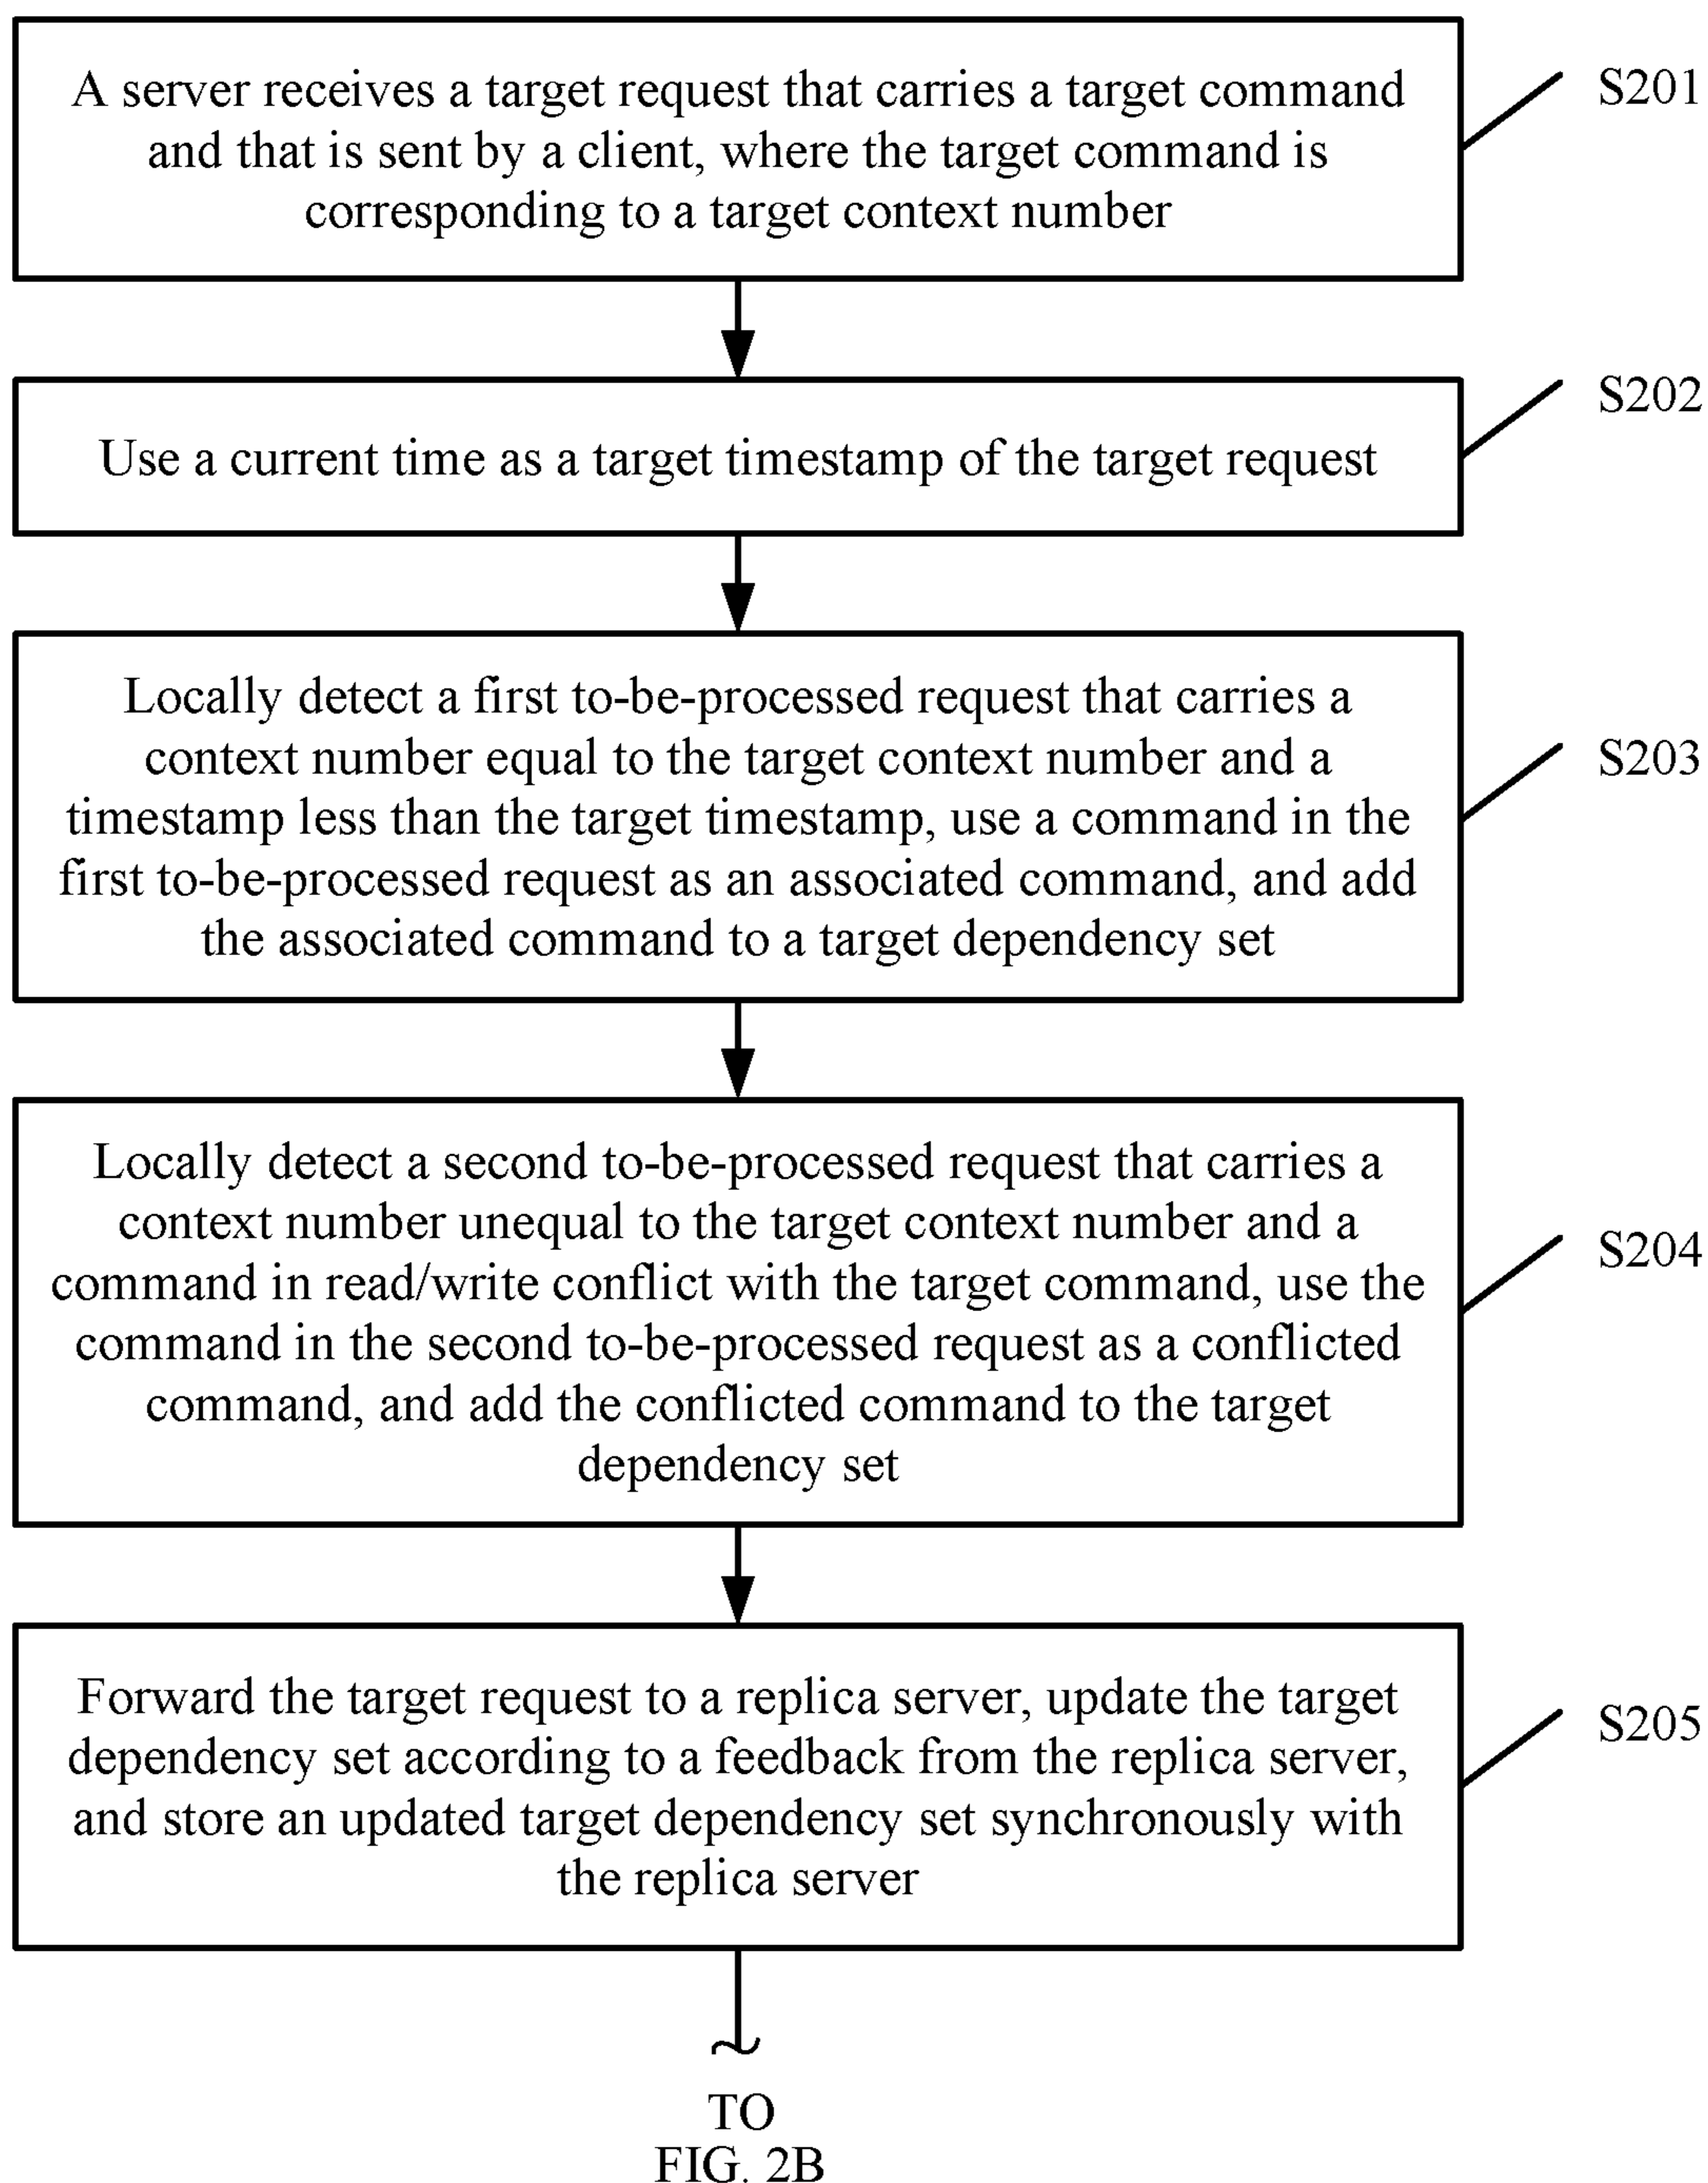 A server receives a target request that carries a target command
and that is sent by a client, where the target command is
corresponding to a target context number
S201
Use a current time as a target timestamp of the target request
S202
Locally detect a first to-be-processed request that carries a
context number equal to the target context number and a
timestamp less than the target timestamp, use a command in the
first to-be-processed request as an associated command, and add
the associated command to a target dependency set
S203
Locally detect a second to-be-processed request that carries a
context number unequal to the target context number and a
command in read/write conflict with the target command, use the
command in the second to-be-processed request as a conflicted
command, and add the conflicted command to the target
dependency set
S204
Forward the target request to a replica server, update the target
dependency set according to a feedback from the replica server,
and store an updated target dependency set synchronously with
the replica server
S205
TO
FIG. 2B